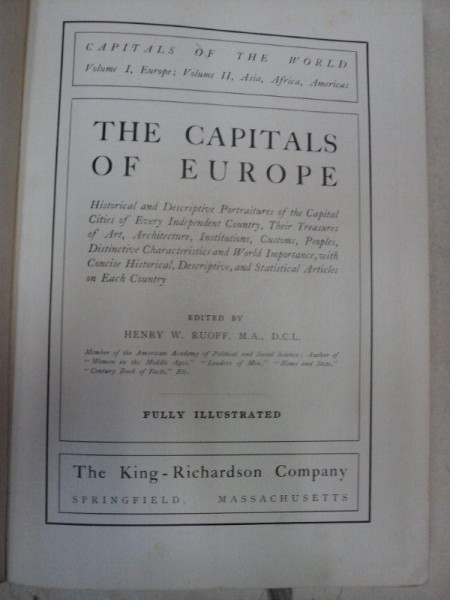 CAPITALS OF THE WORLD
Volume I, Europe; Volume II, Asia, Africa, Americas
THE CAPITALS
OF EUROPE
Historical and Descriptive Portraitures of the Capital
Cities of Every Independent Country, Their Treasures
of Art, Architecture, Institutions, Customs, Peoples,
Distinctive Characteristics and World Importance, with
Concise Historical, Descriptive, and Statistical Articles
on Each Country
EDITED BY
HENRY W. RUOFF, M.A., D.C.L.
Member of the American Academy of Political and Social Science; Author of
"Women in the Middle Ages," "Leaders of Men," "Home and State,"
"Century Book of Facts," Etc.
FULLY ILLUSTRATED
The King-Richardson Company
SPRINGFIELD, MASSACHUSETTS